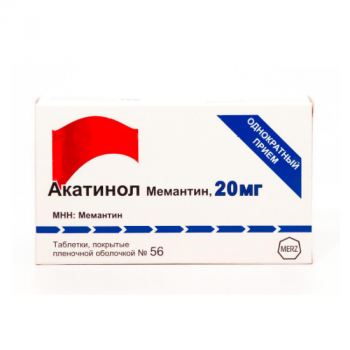 ОДНОКРАТНЫЙ
ПРИЕМ
Акатинол Мемантин, 20мг
МНН: Мемантин
Таблетки, покрытые
пленочной оболочкой № 56
MERZ